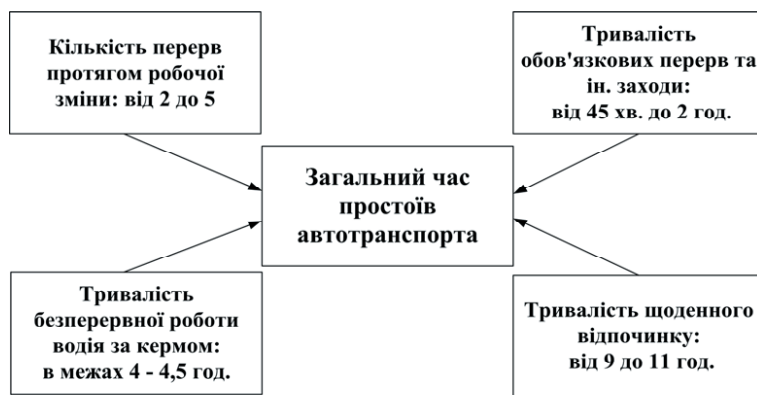 Кількість перерв
протягом робочої
зміни: від 2 до 5
Тривалість
обов'язкових перерв та
ін. заходи:
від 45 хв. до 2 год.
Загальний час
простоїв
автотранспорта
Тривалість
безперервної роботи
водія за кермом:
в межах 4 - 4,5 год.
Тривалість щоденного
відпочинку:
від 9 до 11 год.